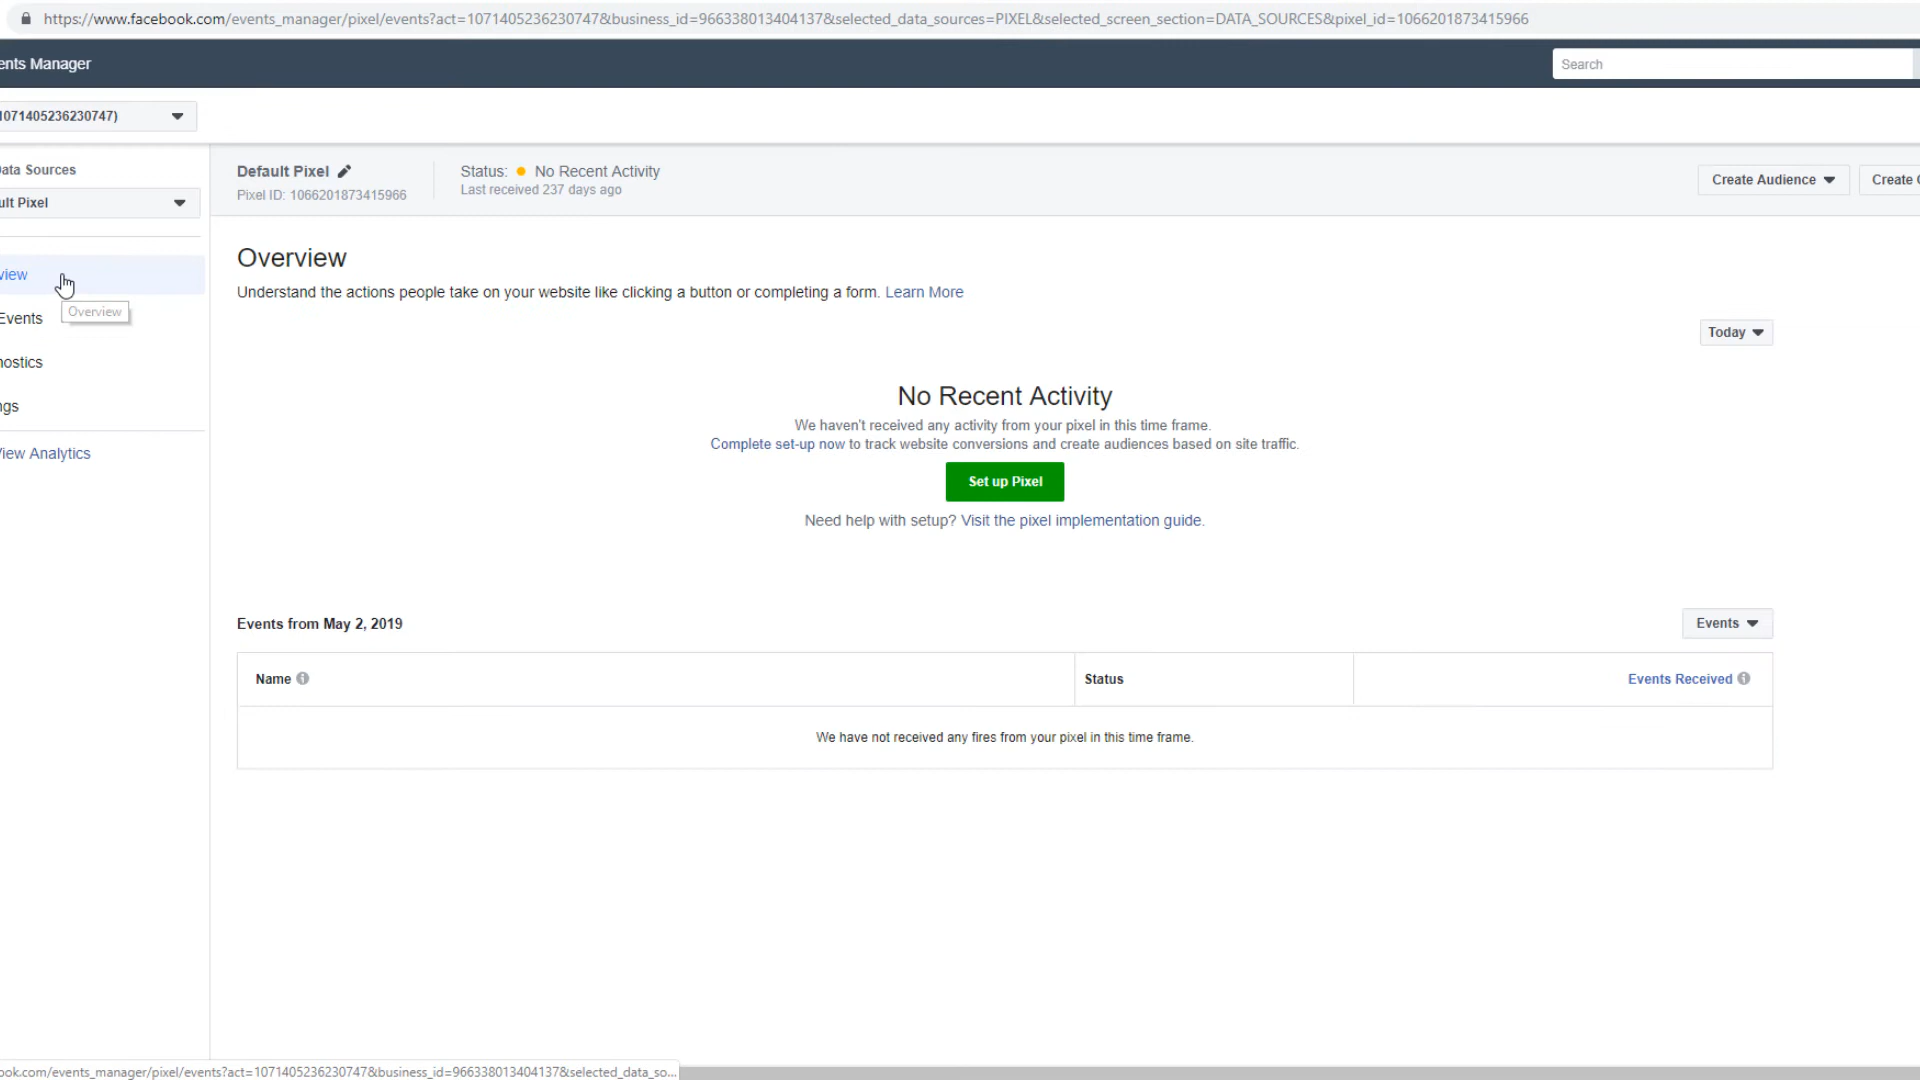 https://www.facebook.com/events_manager/pixel/events?act=1071405236230747&business_id=966338013404137&selected_data_sources=PIXEL&selected_screen_section=DATA_SOURCES&pixel_id=1066201873415966
ents Manager
Search
1071405236230747)
ata Sources
ult Pixel
view
Overview
Events
nostics
ngs
View Analytics
Default Pixel
Pixel ID: 1066201873415966
Status: No Recent Activity
Last received 237 days ago
Create Audience
Create C
Overview
Understand the actions people take on your website like clicking a button or completing a form. Learn More
Today
No Recent Activity
We haven't received any activity from your pixel in this time frame.
Complete set-up now to track website conversions and create audiences based on site traffic.
Set up Pixel
Need help with setup? Visit the pixel implementation guide.
Events from May 2, 2019
Events
Name
Status
Events Received
We have not received any fires from your pixel in this time frame.
ook.com/events_manager/pixel/events?act=1071405236230747&business_id=966338013404137&selected_data_so...